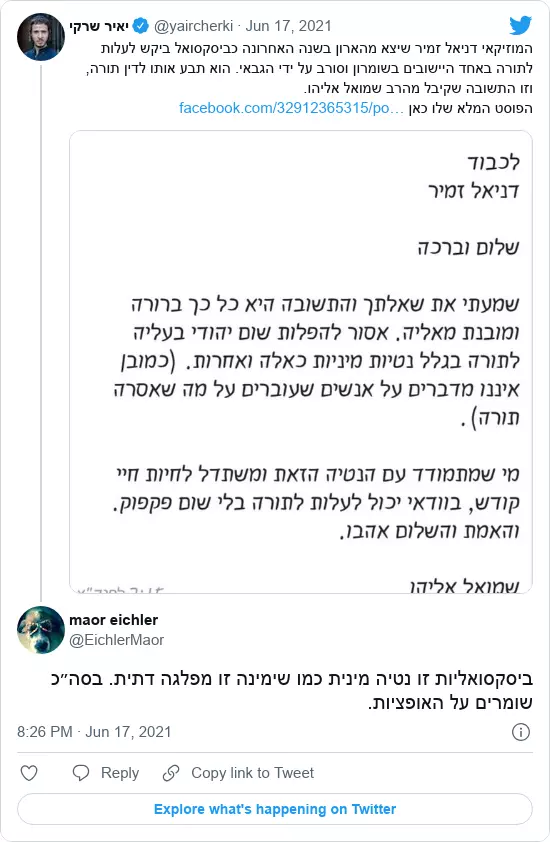 יאיר שרקי @yaircherki · Jun 17, 2021
המוזיקאי דניאל זמיר שיצא מהארון בשנה האחרונה כביסקסואל ביקש לעלות
לתורה באחד היישובים בשומרון וסורב על ידי הגבאי. הוא תבע אותו לדין תורה,
וזו התשובה שקיבל מהרב שמואל אליהו.
הפוסט המלא שלו כאן facebook.com/32912365315/po…
לכבוד
דניאל זמיר
שלום וברכה
שמעתי את שאלתך והתשובה היא כל כך ברורה
ומובנת מאליה. אסור להפלות שום יהודי בעליה
לתורה בגלל נטיות מיניות כאלה ואחרות. (כמובן
איננו מדברים על אנשים שעוברים על מה שאסרה
תורה).
מי שמתמודד עם הנטיה הזאת ומשתדל לחיות חיי
קודש, בוודאי יכול לעלות לתורה בלי שום פקפוק.
והאמת והשלום אהבו.
שמואל אליהו
maor eichler
@EichlerMaor
ביסקסואליות זו נטיה מינית כמו שימינה זו מפלגה דתית. בסה״כ
שומרים על האופציות.
8:26 PM · Jun 17, 2021
Reply Copy link to Tweet
Explore what's happening on Twitter